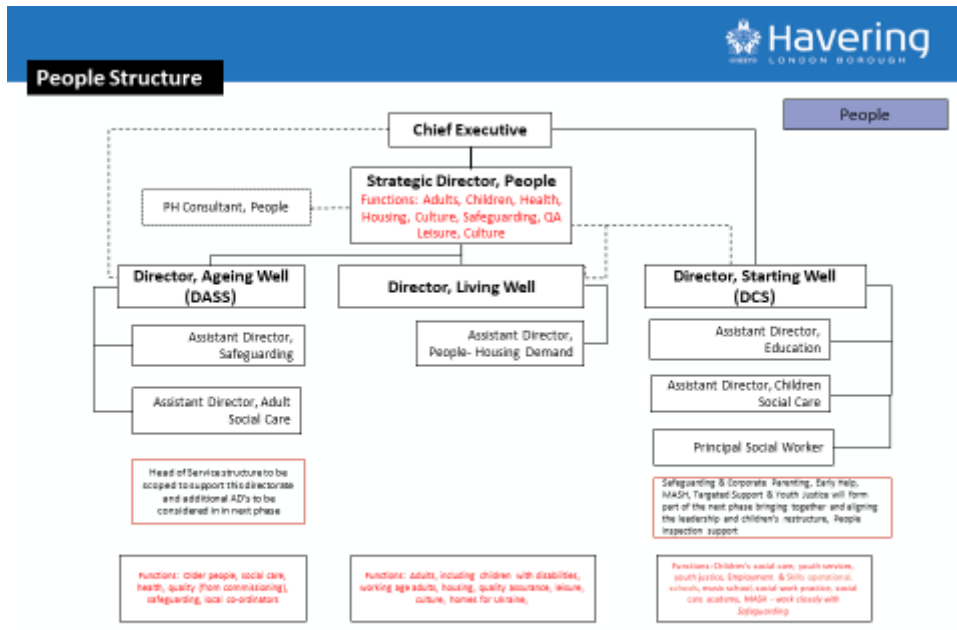 Havering
LONDON BOROUGH
People Structure
People
Chief Executive
Strategic Director, People
Functions: Adults, Children, Health,
Housing, Culture, Safeguarding, QA
Leisure, Culture
PH Consultant, People
Director, Ageing Well
(DASS)
Director, Living Well
Director, Starting Well
(DCS)
Assistant Director,
Safeguarding
Assistant Director,
People- Housing Demand
Assistant Director,
Education
Assistant Director, Adult
Social Care
Assistant Director, Children
Social Care
Principal Social Worker
Head of Service structure to be
scoped to support this directorate
and additional AD's to be
considered in in next phase
Safeguarding & Corporate Parenting, Early Help,
MASH, Targeted Support & Youth Justice will form
part of the next phase bringing together and aligning
the leadership and children's restructure, People
Inspection support
Functions: Older people, social care,
health, quality (from commissioning),
safeguarding, local co-ordinators
Functions: Adults, including children with disabilities,
working age adults, housing, quality assurance, leisure,
culture, homes for Ukraine,
Functions: Children's social care, youth services,
youth justice, Employment & Skills operational,
schools, music school, social work practice, social
care academy, MASH - work closely with
Safeguarding.